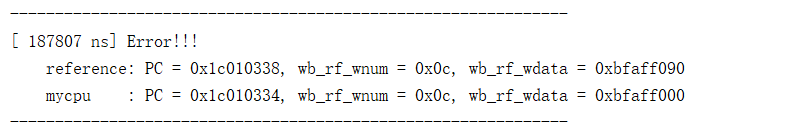 --------------------------------------------------------------
[ 187807 ns] Error!!!
    reference: PC = 0x1c010338, wb_rf_wnum = 0x0c, wb_rf_wdata = 0xbfaff090
    mycpu    : PC = 0x1c010334, wb_rf_wnum = 0x0c, wb_rf_wdata = 0xbfaff000
--------------------------------------------------------------